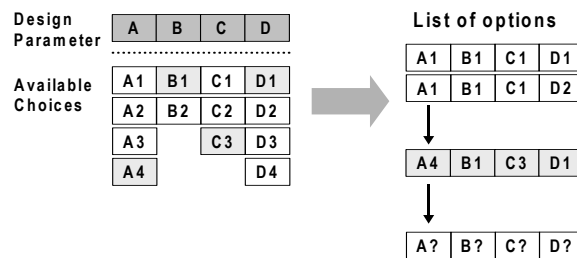 Design Parameter A B C D
Available Choices
A1 B1 C1 D1
A2 B2 C2 D2
A3 C3 D3
A4 D4
List of options
A1 B1 C1 D1
A1 B1 C1 D2
A4 B1 C3 D1
A? B? C? D?